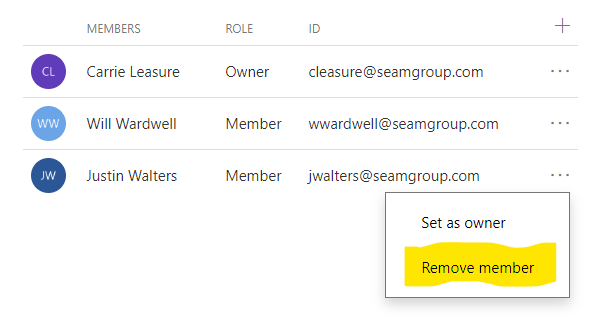 MEMBERS ROLE ID
CL Carrie Leasure Owner cleasure@seamgroup.com
WW Will Wardwell Member wwardwell@seamgroup.com
JW Justin Walters Member jwalters@seamgroup.com
Set as owner
Remove member